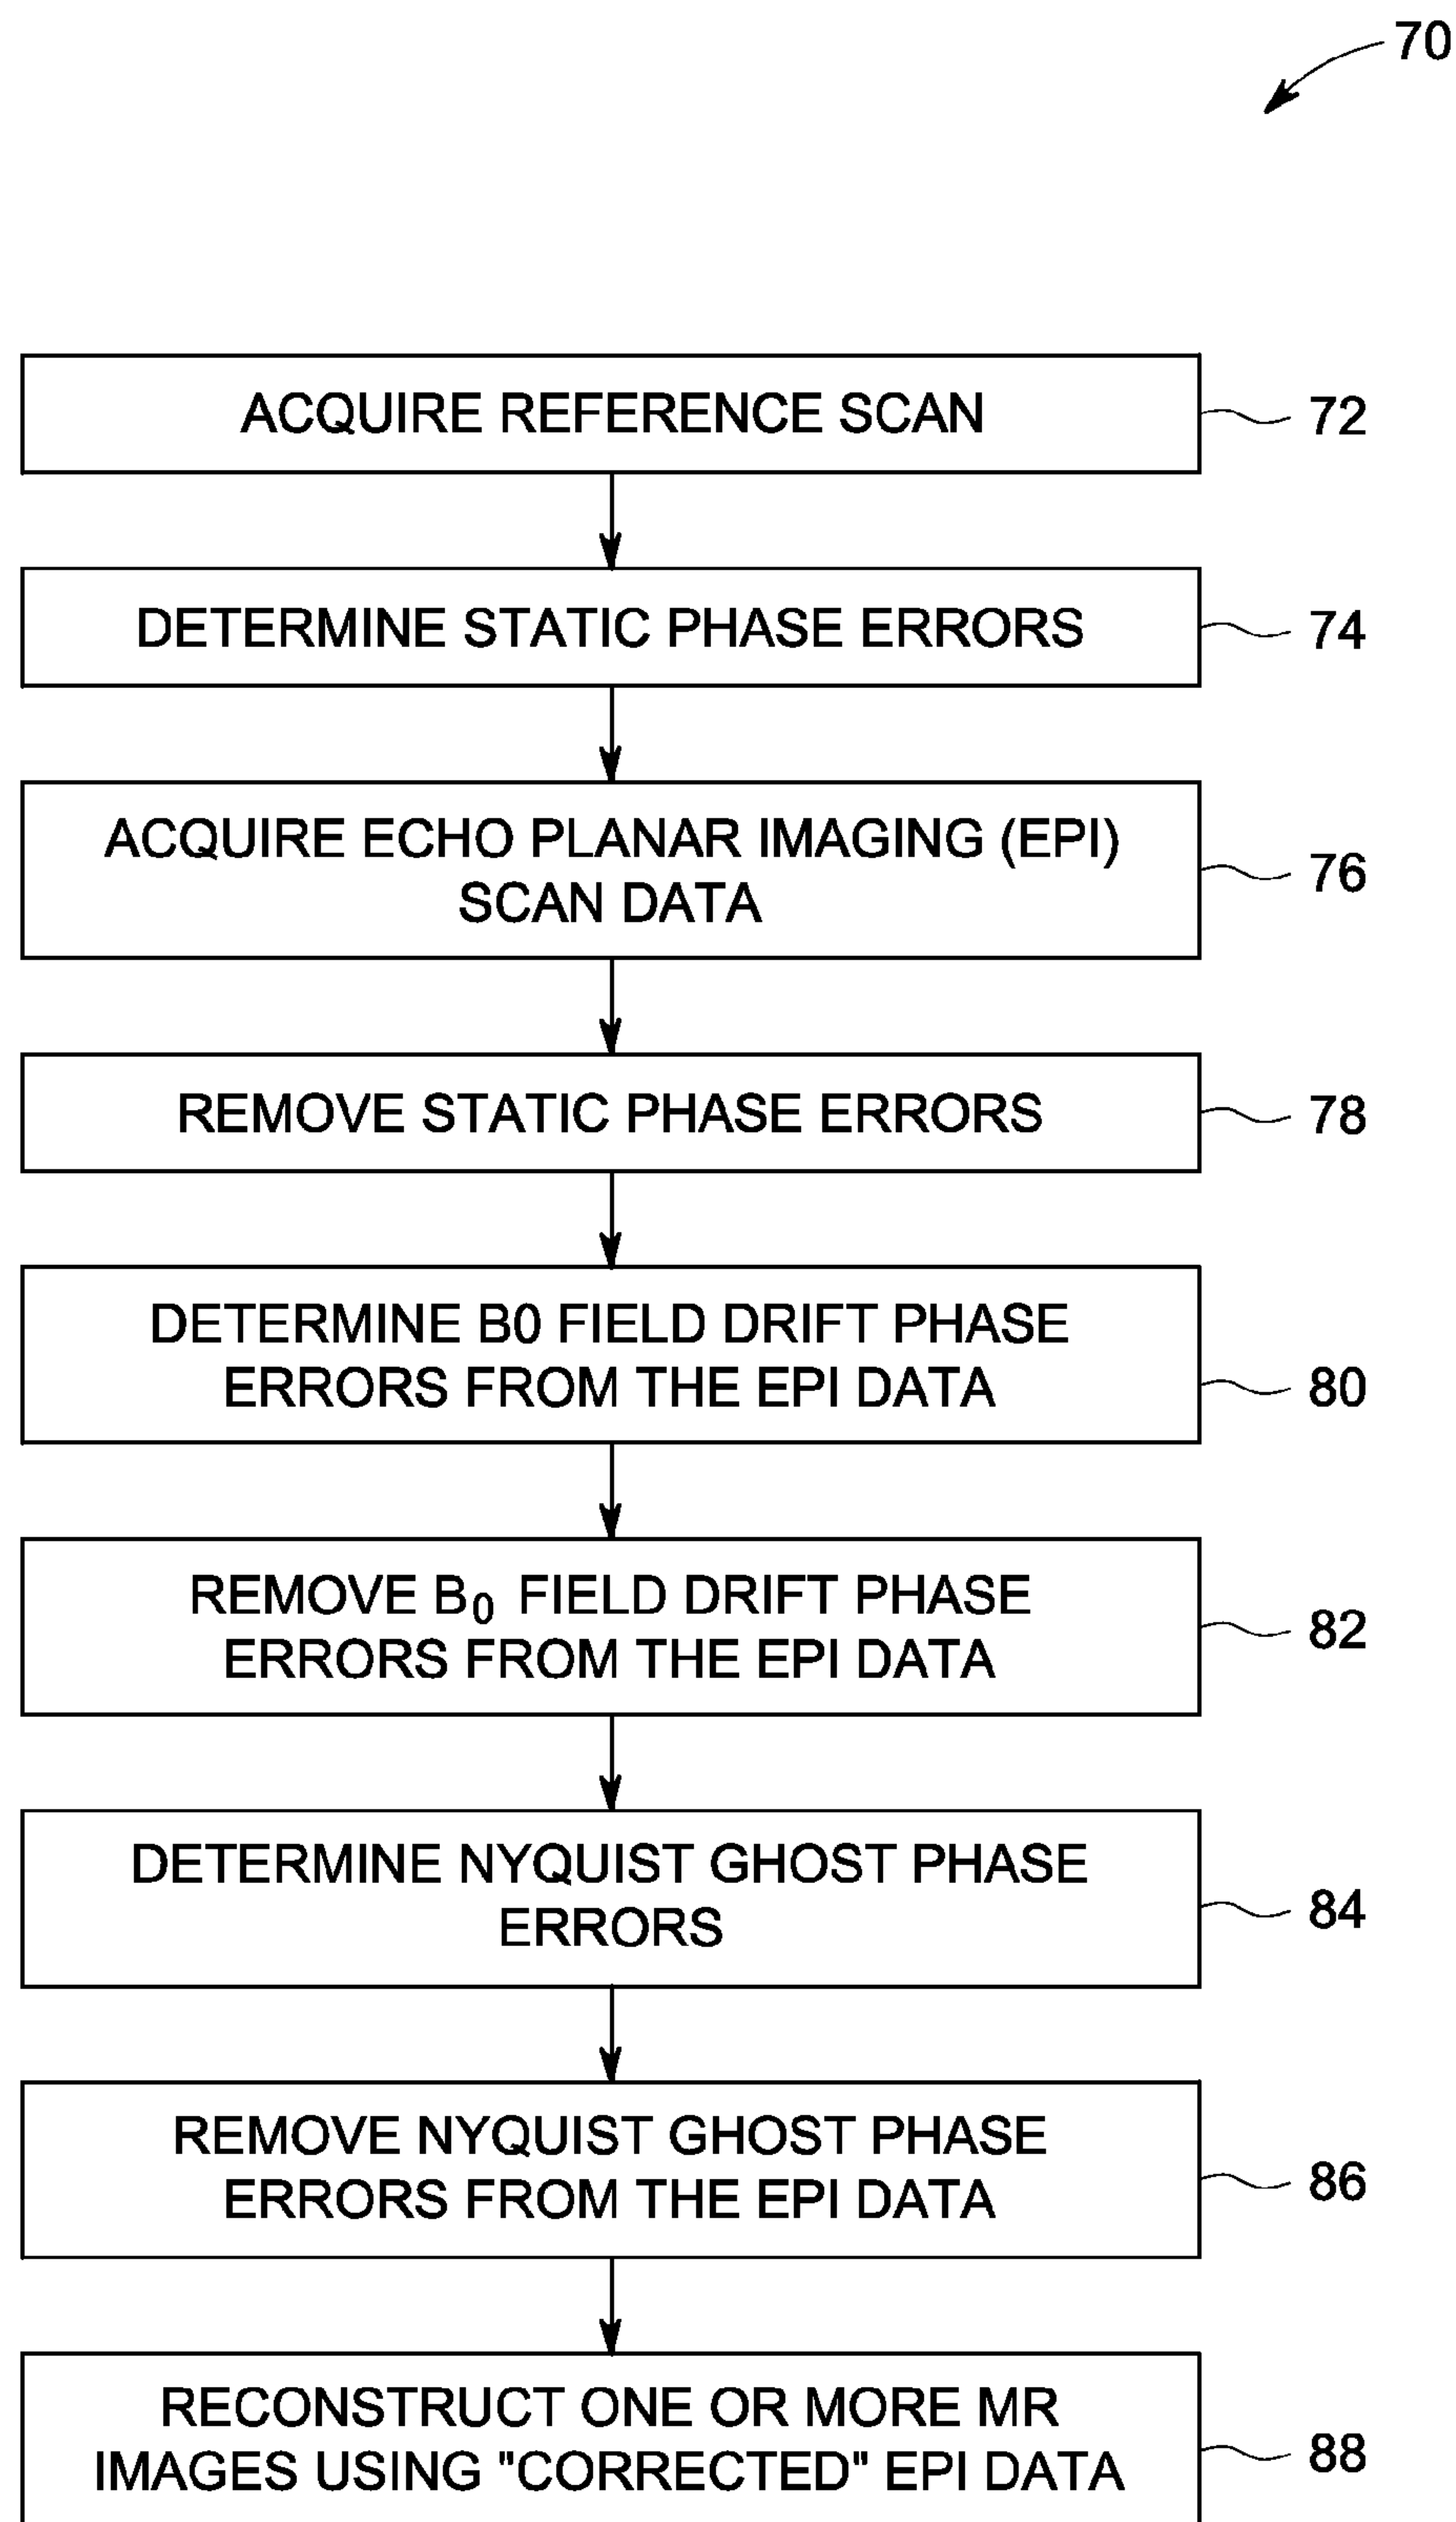 70
ACQUIRE REFERENCE SCAN
72
DETERMINE STATIC PHASE ERRORS
74
ACQUIRE ECHO PLANAR IMAGING (EPI)
SCAN DATA
76
REMOVE STATIC PHASE ERRORS
78
DETERMINE B0 FIELD DRIFT PHASE
ERRORS FROM THE EPI DATA
80
REMOVE B₀ FIELD DRIFT PHASE
ERRORS FROM THE EPI DATA
82
DETERMINE NYQUIST GHOST PHASE
ERRORS
84
REMOVE NYQUIST GHOST PHASE
ERRORS FROM THE EPI DATA
86
RECONSTRUCT ONE OR MORE MR
IMAGES USING "CORRECTED" EPI DATA
88